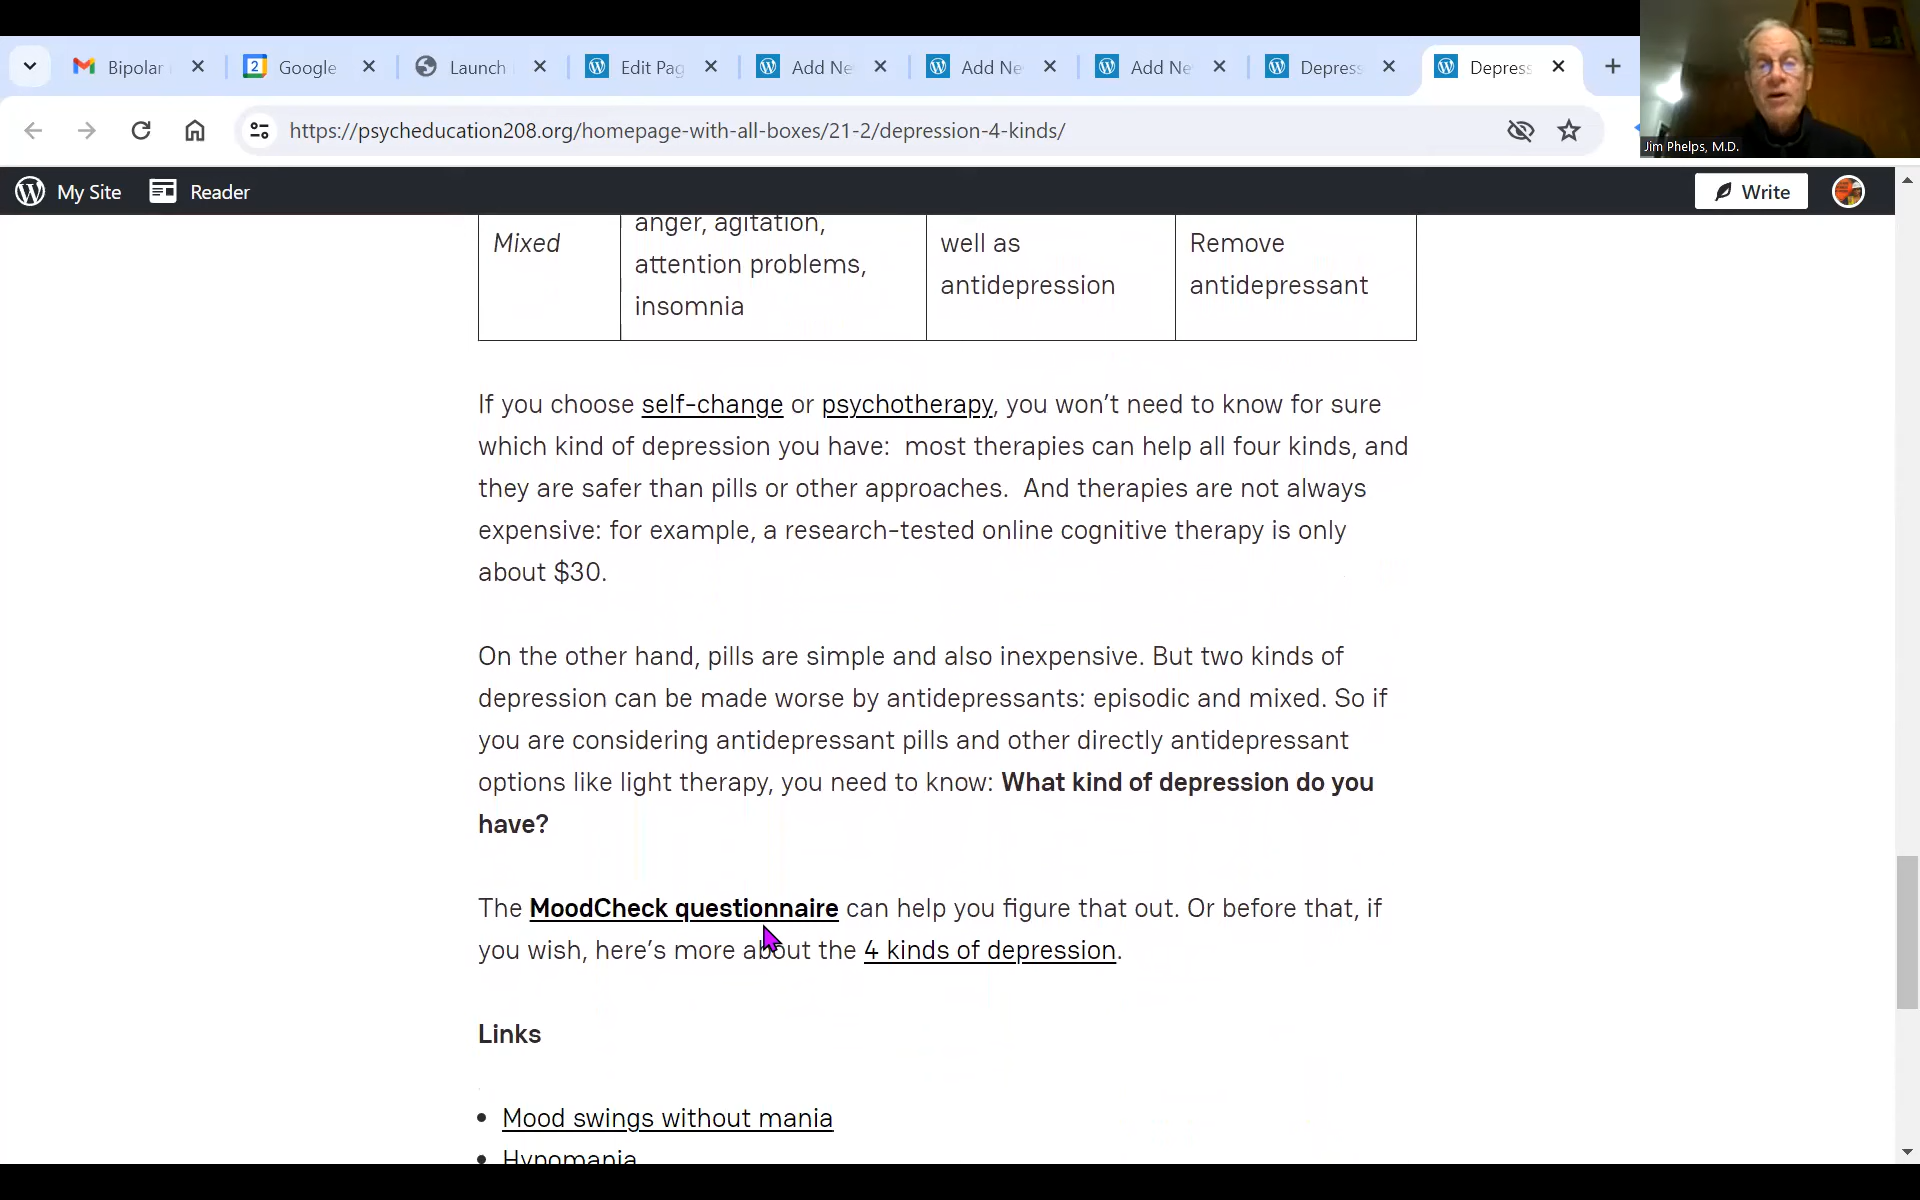 Bipolar
Google
Launch
Edit Pag
Add Ne
Add Ne
Add Ne
Depress
Depress
https://psycheducation208.org/homepage-with-all-boxes/21-2/depression-4-kinds/
Jim Phelps, M.D.
My Site
Reader
Write
Mixed
anger, agitation,
attention problems,
insomnia
well as
antidepression
Remove
antidepressant
If you choose self-change or psychotherapy, you won’t need to know for sure
which kind of depression you have:  most therapies can help all four kinds, and
they are safer than pills or other approaches.  And therapies are not always
expensive: for example, a research-tested online cognitive therapy is only
about $30.
On the other hand, pills are simple and also inexpensive. But two kinds of
depression can be made worse by antidepressants: episodic and mixed. So if
you are considering antidepressant pills and other directly antidepressant
options like light therapy, you need to know: What kind of depression do you
have?
The MoodCheck questionnaire can help you figure that out. Or before that, if
you wish, here’s more about the 4 kinds of depression.
Links
• Mood swings without mania
• Hypomania